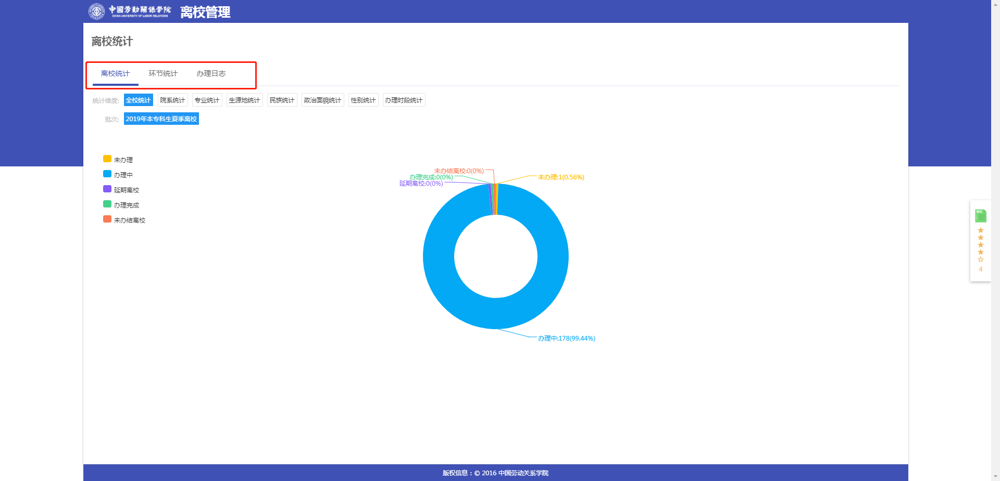 中國劳動關係学院
CHINA UNIVERSITY OF LABOR RELATIONS
离校管理
离校统计
离校统计 环节统计 办理日志
统计维度: 全校统计 院系统计 专业统计 生源地统计 民族统计 政治面貌统计 性别统计 办理时段统计
批次: 2019年本专科生夏季离校
未办理
办理中
延期离校
办理完成
未办结离校
未办结离校:0(0%)
办理完成:0(0%)
延期离校:0(0%)
未办理:1(0.56%)
办理中:178(99.44%)
离校
4
版权信息：© 2016 中国劳动关系学院